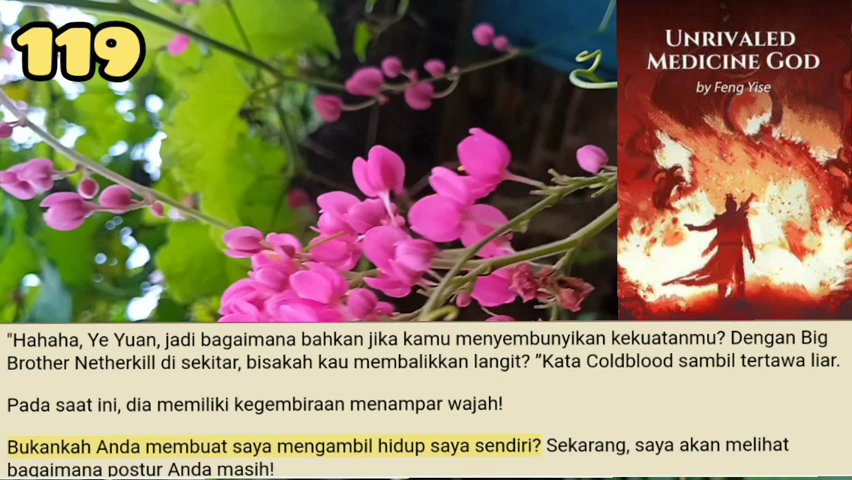 119
UNRIVALED
MEDICINE GOD
by Feng Yise
"Hahaha, Ye Yuan, jadi bagaimana bahkan jika kamu menyembunyikan kekuatanmu? Dengan Big
Brother Netherkill di sekitar, bisakah kau membalikkan langit? ”Kata Coldblood sambil tertawa liar.
Pada saat ini, dia memiliki kegembiraan menampar wajah!
Bukankah Anda membuat saya mengambil hidup saya sendiri? Sekarang, saya akan melihat
bagaimana postur Anda masih!